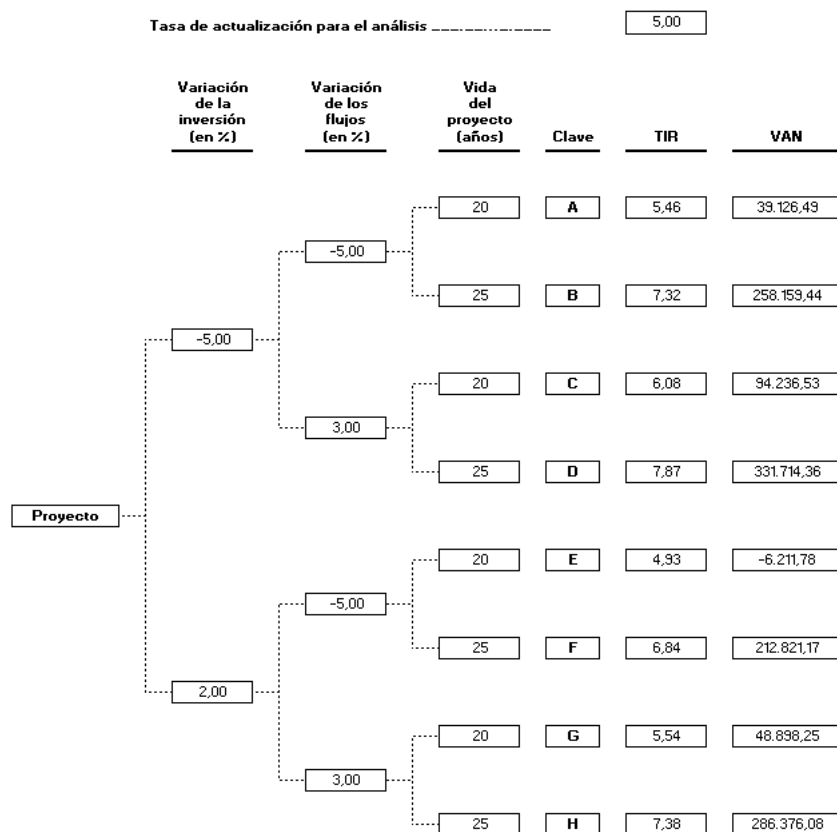 Tasa de actualización para el análisis 5,00
Variación de la inversión (en %)
Variación de los flujos (en %)
Vida del proyecto (años)
Clave
TIR
VAN
20 A 5,46 39.126,49
-5,00
25 B 7,32 258.159,44
-5,00
20 C 6,08 94.236,53
3,00
25 D 7,87 331.714,36
Proyecto
20 E 4,93 -6.211,78
-5,00
25 F 6,84 212.821,17
2,00
20 G 5,54 48.898,25
3,00
25 H 7,38 286.376,08